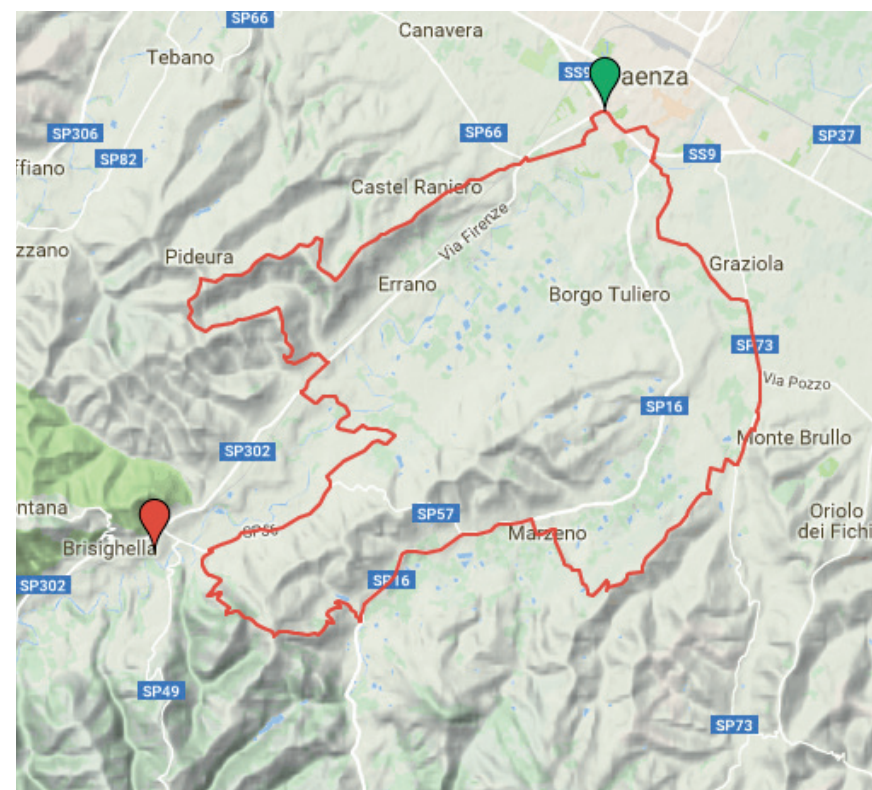 SP66
Canavera
Tebano
SS9
aenza
SP306
SP66
SP37
SP82
SS9
ffiano
Castel Raniero
Via Firenze
zzano
Pideura
Graziola
Errano
Borgo Tuliero
SP73
Via Pozzo
SP16
Monte Brullo
SP302
ntana
SP57
Oriolo
dei Fichi
SP56
Marzeno
Brisighella
SP302
SP16
SP49
SP73